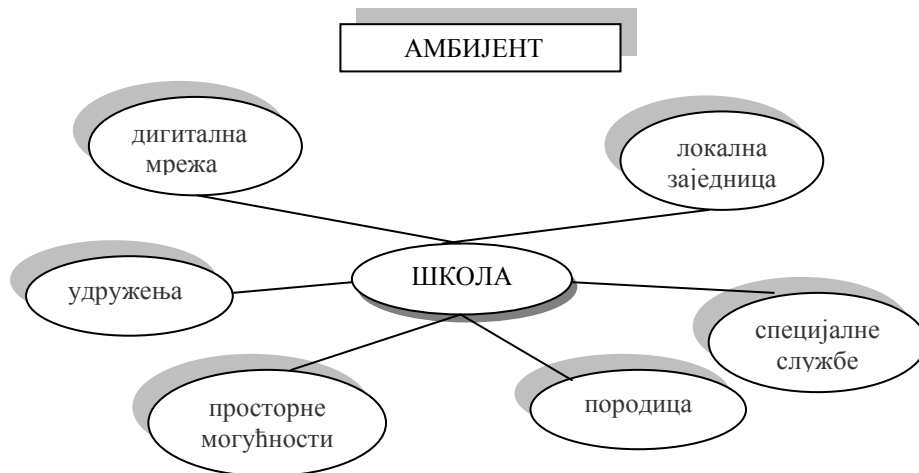 АМБИЈЕНТ
дигитална
мрежа
локална
заједница
ШКОЛА
удружења
специјалне
службе
просторне
могућности
породица